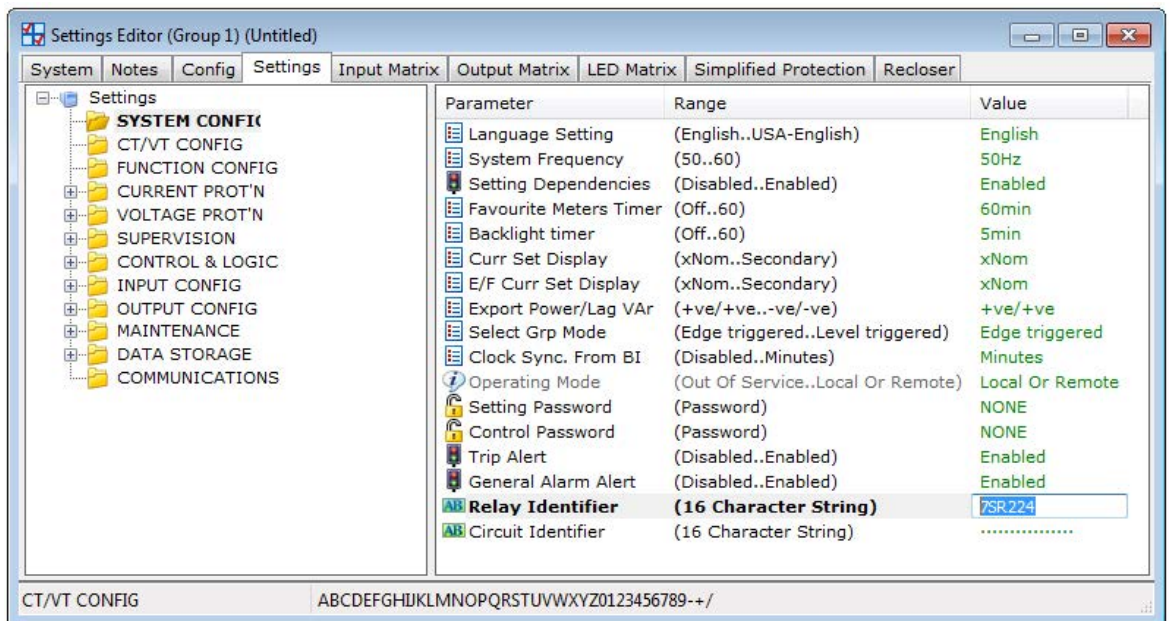 Settings Editor (Group 1) (Untitled)
System Notes Config Settings Input Matrix Output Matrix LED Matrix Simplified Protection Recloser
Settings
SYSTEM CONFIG
CT/VT CONFIG
FUNCTION CONFIG
CURRENT PROT'N
VOLTAGE PROT'N
SUPERVISION
CONTROL & LOGIC
INPUT CONFIG
OUTPUT CONFIG
MAINTENANCE
DATA STORAGE
COMMUNICATIONS
Parameter Range Value
Language Setting (English..USA-English) English
System Frequency (50..60) 50Hz
Setting Dependencies (Disabled..Enabled) Enabled
Favourite Meters Timer (Off..60) 60min
Backlight timer (Off..60) 5min
Curr Set Display (xNom..Secondary) xNom
E/F Curr Set Display (xNom..Secondary) xNom
Export Power/Lag VAr (+ve/+ve..-ve/-ve) +ve/+ve
Select Grp Mode (Edge triggered..Level triggered) Edge triggered
Clock Sync. From BI (Disabled..Minutes) Minutes
Operating Mode (Out Of Service..Local Or Remote) Local Or Remote
Setting Password (Password) NONE
Control Password (Password) NONE
Trip Alert (Disabled..Enabled) Enabled
General Alarm Alert (Disabled..Enabled) Enabled
AB Relay Identifier (16 Character String) 7SR224
AB Circuit Identifier (16 Character String) ................
CT/VT CONFIG ABCDEFGHIJKLMNOPQRSTUVWXYZ0123456789-+/